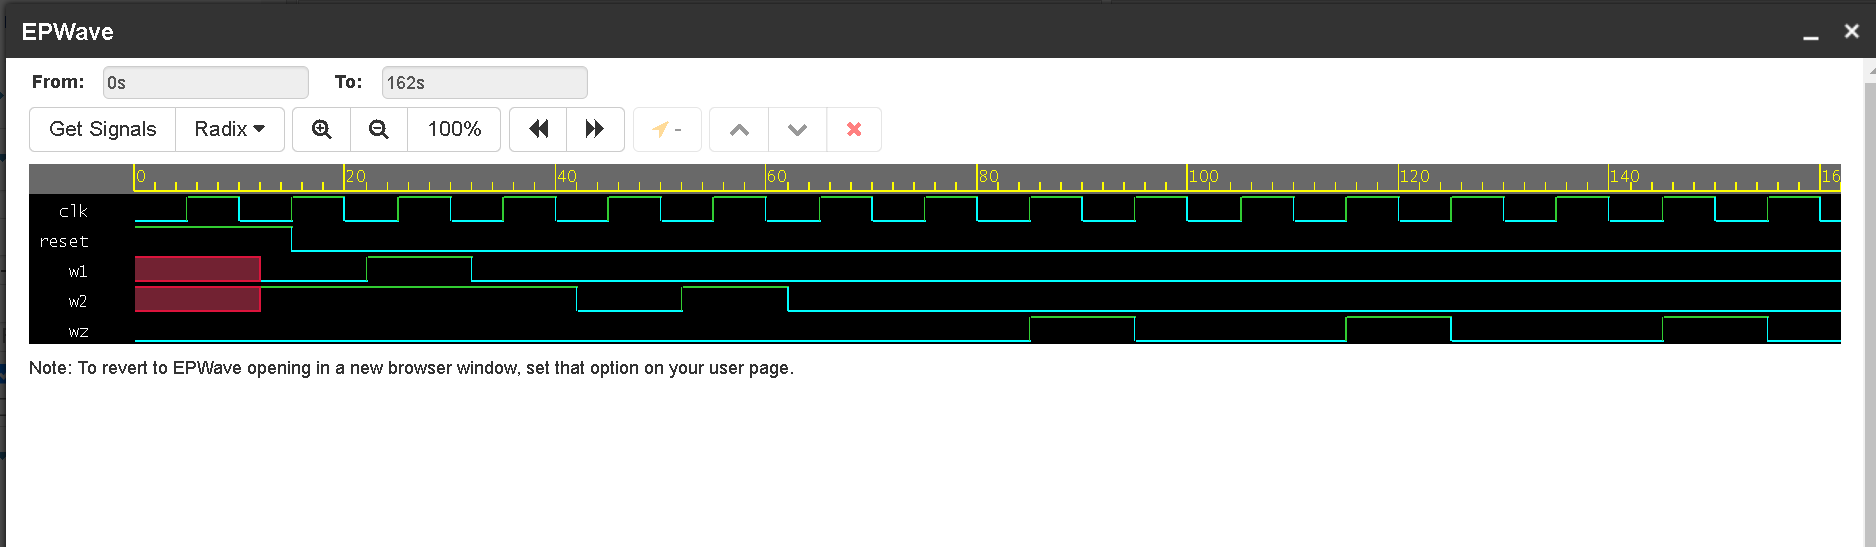 EPWave
From: 0s To: 162s
Get Signals Radix 100% -
0 20 40 60 80 100 120 140 16
clk
reset
w1
w2
wz
Note: To revert to EPWave opening in a new browser window, set that option on your user page.